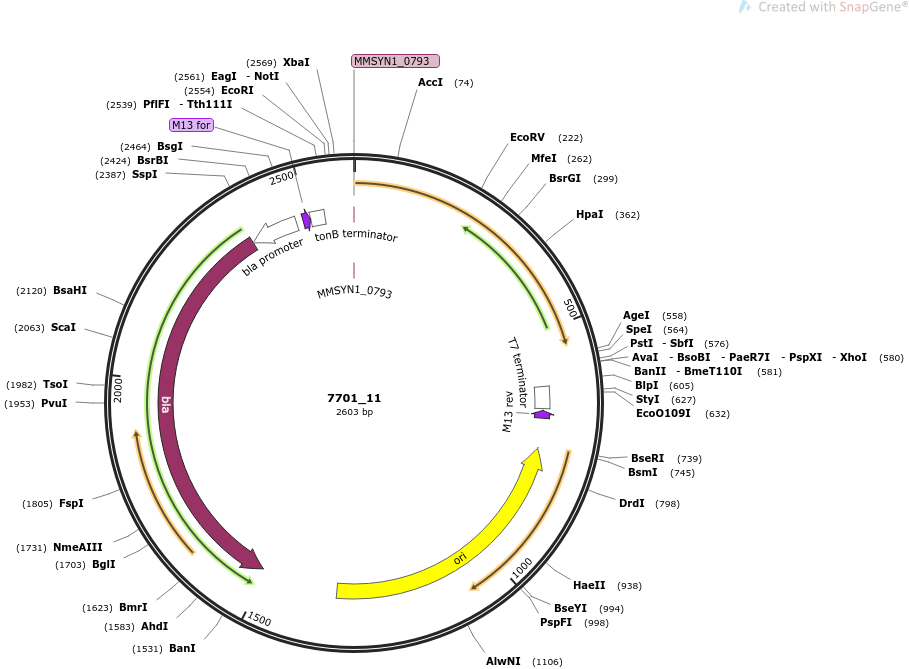 Created with SnapGene®
MMSYN1_0793
AccI (74)
EcoRV (222)
MfeI (262)
BsrGI (299)
HpaI (362)
500
AgeI (558)
SpeI (564)
PstI - SbfI (576)
AvaI - BsoBI - PaeR7I - PspXI - XhoI (580)
BanII - BmeT110I (581)
BlpI (605)
StyI (627)
EcoO109I (632)
BseRI (739)
BsmI (745)
DrdI (798)
HaeII (938)
BseYI (994)
PspFI (998)
1000
AlwNI (1106)
1500
(1531) BanI
(1583) AhdI
(1623) BmrI
(1703) BglI
(1731) NmeAIII
(1805) FspI
(1953) PvuI
(1982) TsoI
2000
(2063) ScaI
(2120) BsaHI
(2387) SspI
(2424) BsrBI
(2464) BsgI
M13 for
2500
(2539) PflFI - Tth111I
(2554) EcoRI
(2561) EagI - NotI
(2569) XbaI
tonB terminator
bla promoter
MMSYN1_0793
T7 terminator
M13 rev
bla
ori
7701_11
2603 bp